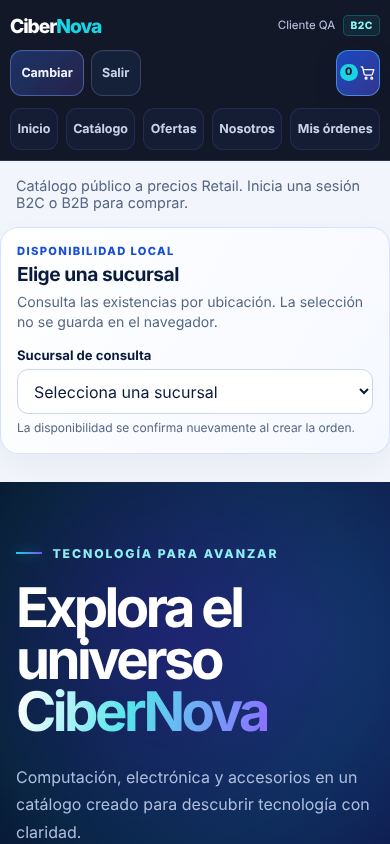 CiberNova
Cliente QA
B2C
Cambiar
Salir
0
Inicio
Catálogo
Ofertas
Nosotros
Mis órdenes
Catálogo público a precios Retail. Inicia una sesión
B2C o B2B para comprar.
DISPONIBILIDAD LOCAL
Elige una sucursal
Consulta las existencias por ubicación. La selección
no se guarda en el navegador.
Sucursal de consulta
Selecciona una sucursal
La disponibilidad se confirma nuevamente al crear la orden.
TECNOLOGÍA PARA AVANZAR
Explora el
universo
CiberNova
Computación, electrónica y accesorios en un
catálogo creado para descubrir tecnología con
claridad.